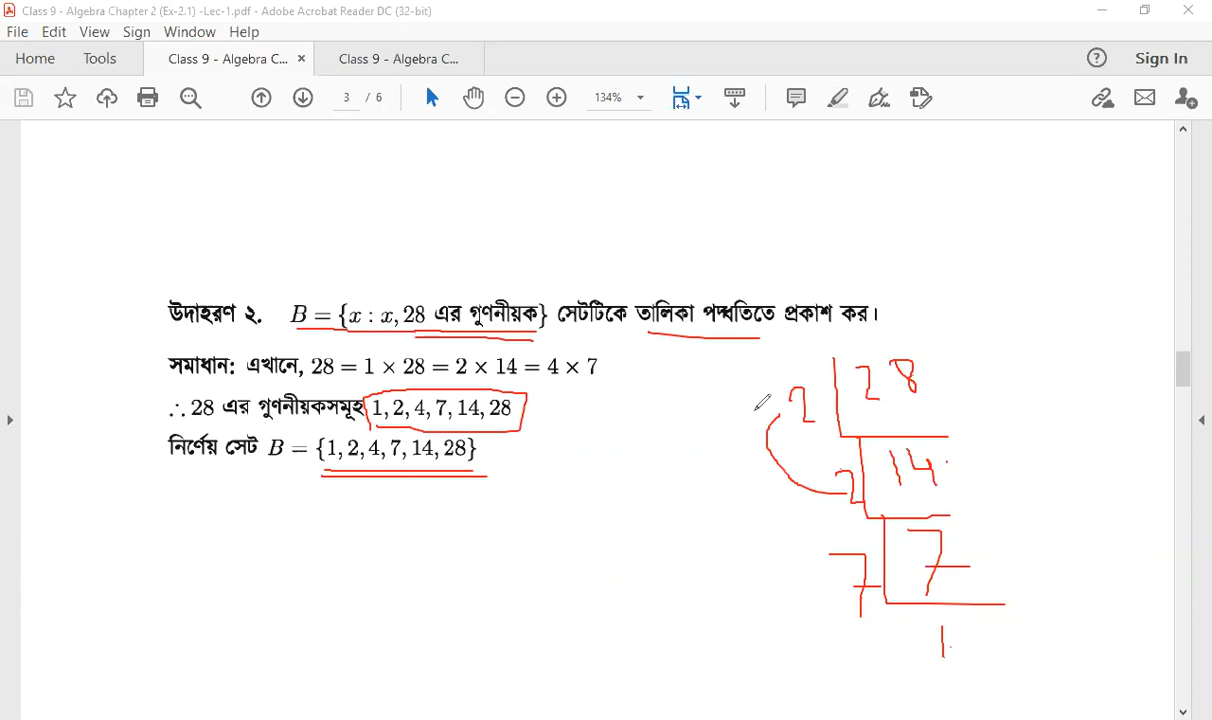 Class 9 - Algebra Chapter 2 (Ex-2.1) -Lec-1.pdf - Adobe Acrobat Reader DC (32-bit)
File Edit View Sign Window Help
Home Tools Class 9 - Algebra C... × Class 9 - Algebra C... Sign In
3 / 6 134%
উদাহরণ ২. B = {x : x, 28 এর গুণনীয়ক} সেটটিকে তালিকা পদ্ধতিতে প্রকাশ কর।
সমাধান: এখানে, 28 = 1 × 28 = 2 × 14 = 4 × 7
∴ 28 এর গুণনীয়কসমূহ 1, 2, 4, 7, 14, 28
নির্ণেয় সেট B = {1, 2, 4, 7, 14, 28}
2 28
2 14
7 7
1